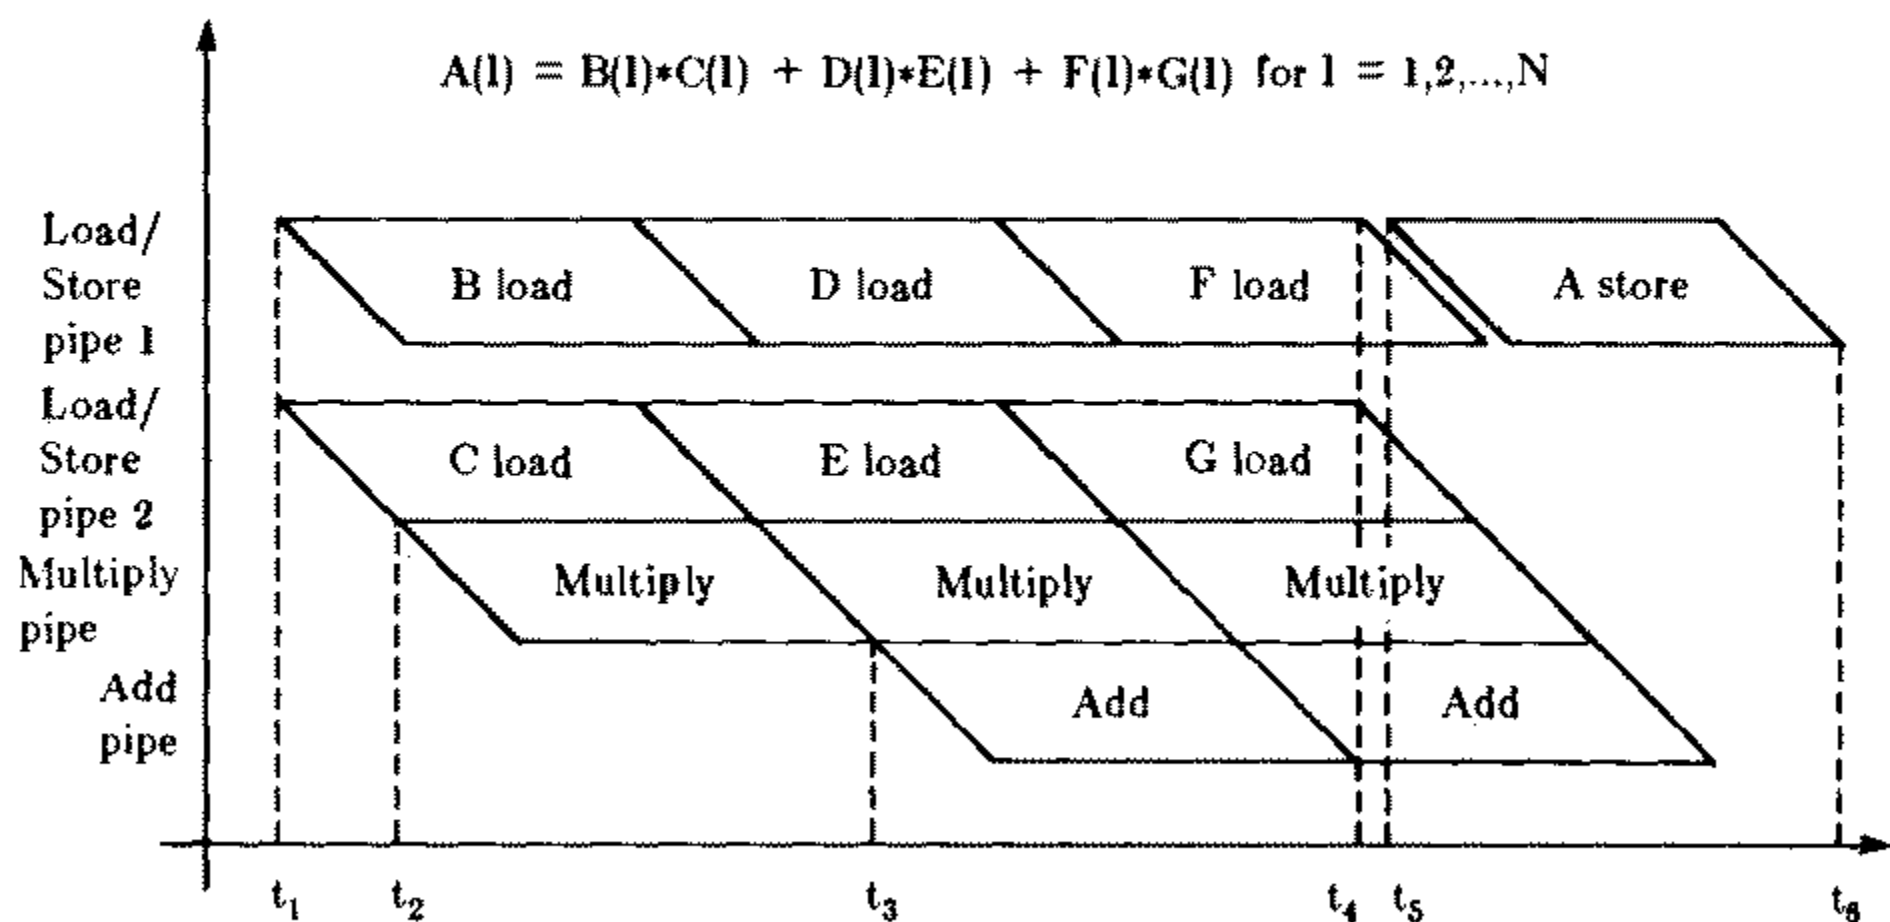 A(I) = B(I)*C(I) + D(I)*E(I) + F(I)*G(I) for I = 1,2,...,N
Load/
Store
pipe 1
B load
D load
F load
A store
Load/
Store
pipe 2
C load
E load
G load
Multiply
pipe
Multiply
Multiply
Multiply
Add
pipe
Add
Add
t₁
t₂
t₃
t₄
t₅
t₆